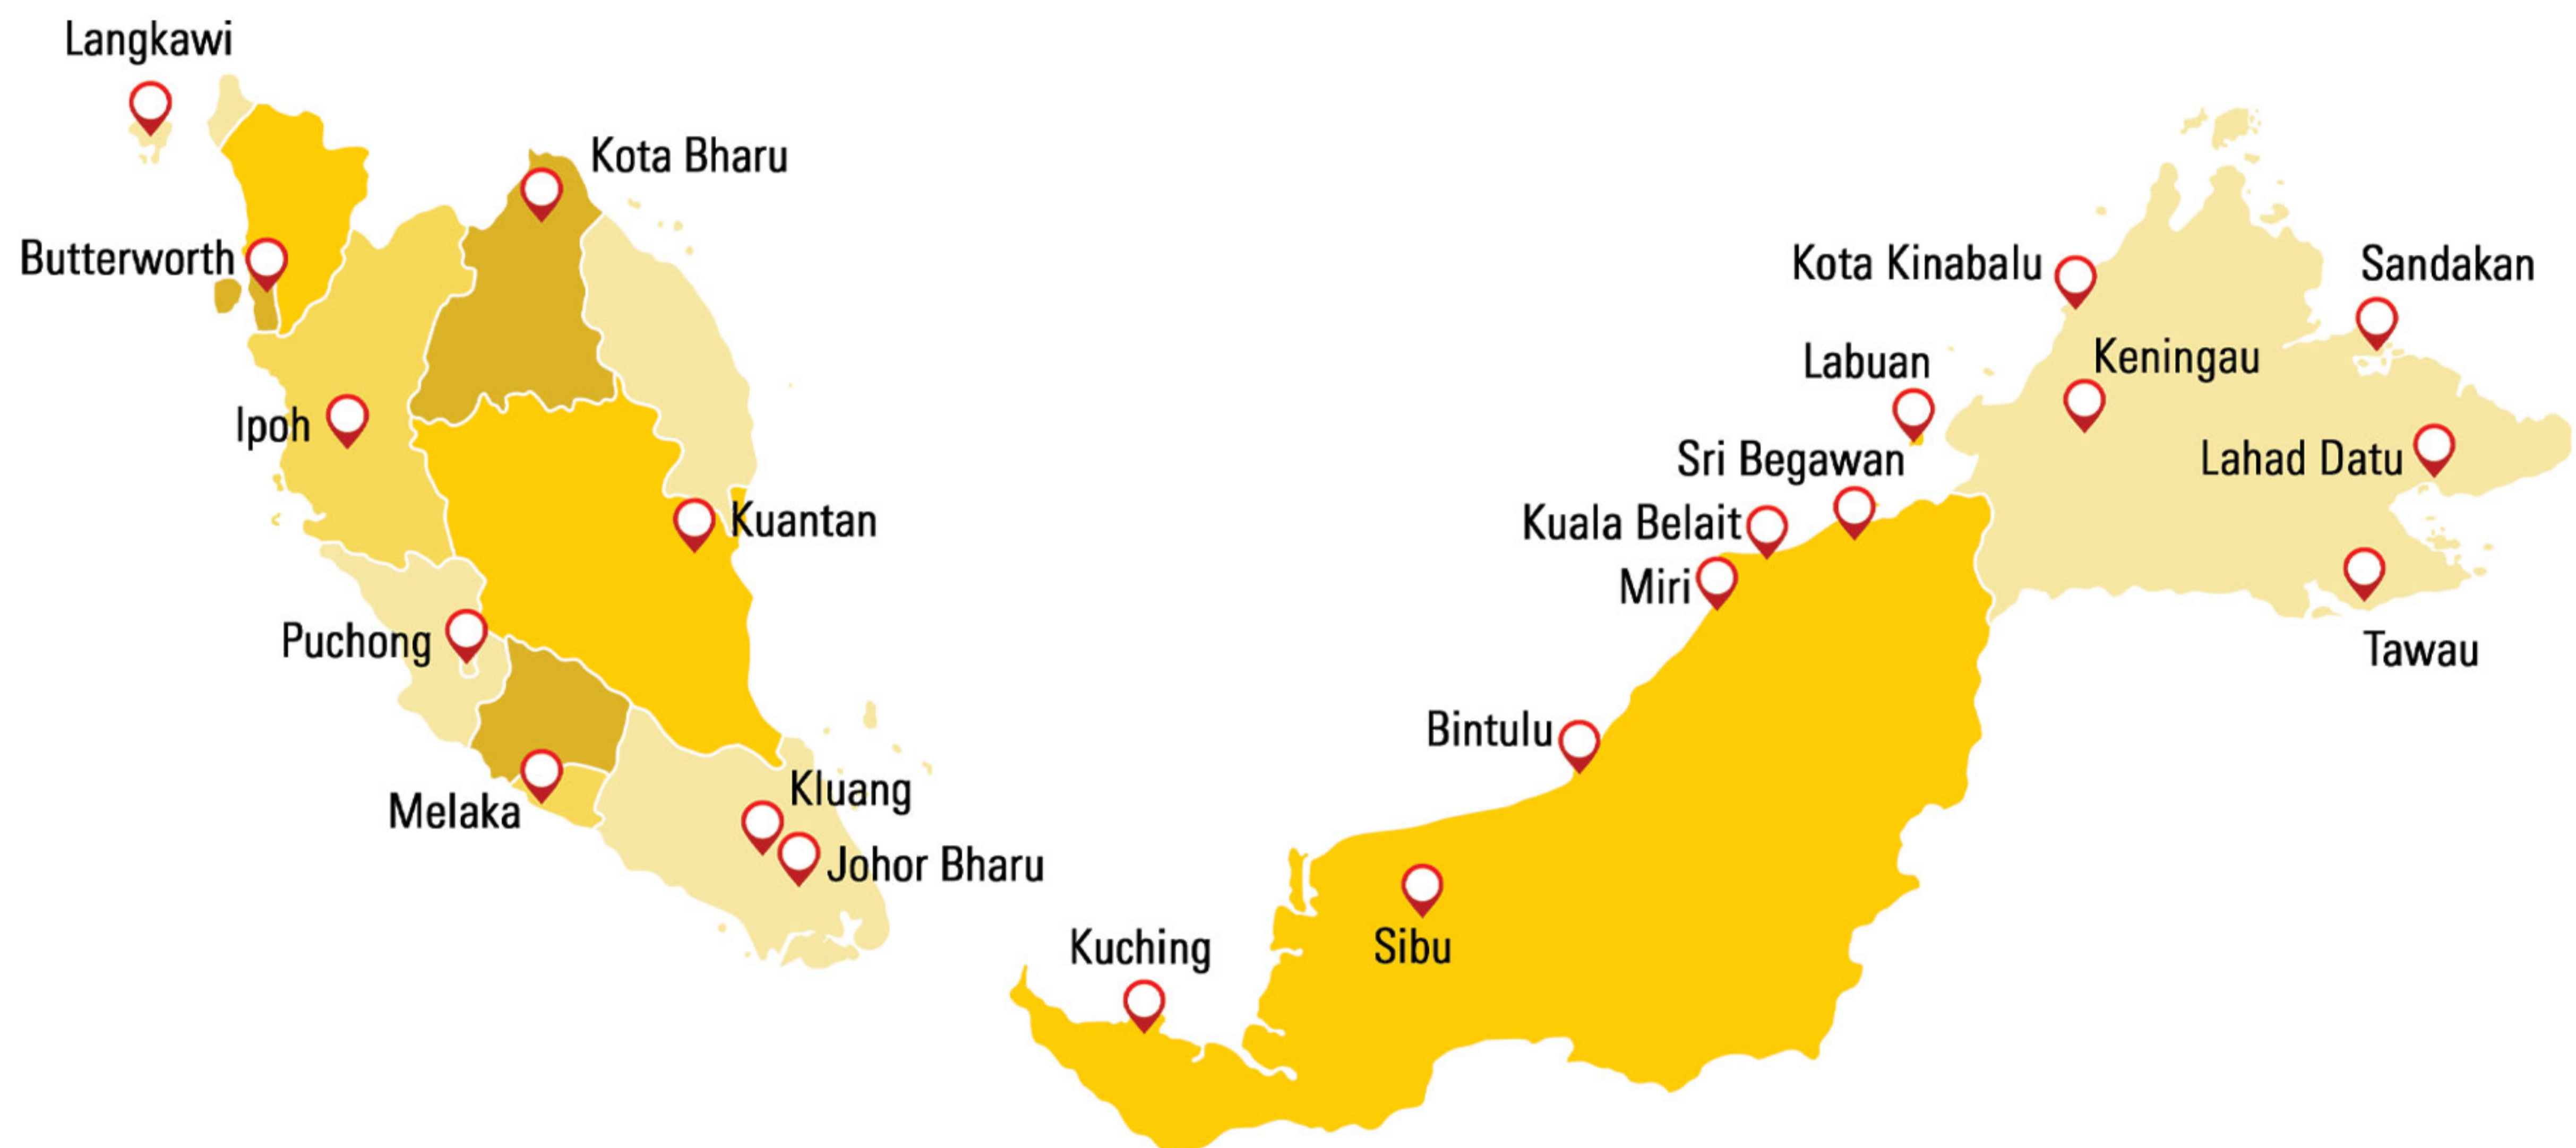 Langkawi
Kota Bharu
Butterworth
Ipoh
Kuantan
Puchong
Melaka
Kluang
Johor Bharu
Kota Kinabalu
Sandakan
Labuan
Keningau
Sri Begawan
Lahad Datu
Kuala Belait
Miri
Tawau
Bintulu
Kuching
Sibu